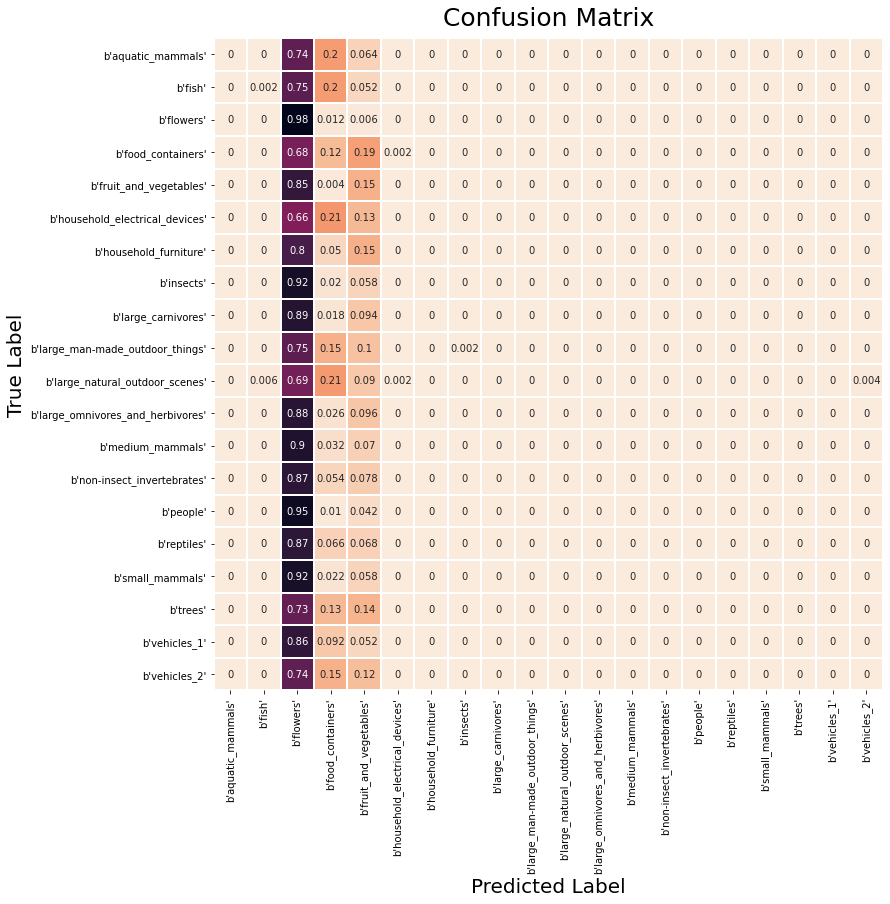 Confusion Matrix
True Label
b'aquatic_mammals' 0 0 0.74 0.2 0.064 0 0 0 0 0 0 0 0 0 0 0 0 0 0 0
b'fish' 0 0.002 0.75 0.2 0.052 0 0 0 0 0 0 0 0 0 0 0 0 0 0 0
b'flowers' 0 0 0.98 0.012 0.006 0 0 0 0 0 0 0 0 0 0 0 0 0 0 0
b'food_containers' 0 0 0.68 0.12 0.19 0.002 0 0 0 0 0 0 0 0 0 0 0 0 0 0
b'fruit_and_vegetables' 0 0 0.85 0.004 0.15 0 0 0 0 0 0 0 0 0 0 0 0 0 0 0
b'household_electrical_devices' 0 0 0.66 0.21 0.13 0 0 0 0 0 0 0 0 0 0 0 0 0 0 0
b'household_furniture' 0 0 0.8 0.05 0.15 0 0 0 0 0 0 0 0 0 0 0 0 0 0 0
b'insects' 0 0 0.92 0.02 0.058 0 0 0 0 0 0 0 0 0 0 0 0 0 0 0
b'large_carnivores' 0 0 0.89 0.018 0.094 0 0 0 0 0 0 0 0 0 0 0 0 0 0 0
b'large_man-made_outdoor_things' 0 0 0.75 0.15 0.1 0 0 0.002 0 0 0 0 0 0 0 0 0 0 0 0
b'large_natural_outdoor_scenes' 0 0.006 0.69 0.21 0.09 0.002 0 0 0 0 0 0 0 0 0 0 0 0 0 0.004
b'large_omnivores_and_herbivores' 0 0 0.88 0.026 0.096 0 0 0 0 0 0 0 0 0 0 0 0 0 0 0
b'medium_mammals' 0 0 0.9 0.032 0.07 0 0 0 0 0 0 0 0 0 0 0 0 0 0 0
b'non-insect_invertebrates' 0 0 0.87 0.054 0.078 0 0 0 0 0 0 0 0 0 0 0 0 0 0 0
b'people' 0 0 0.95 0.01 0.042 0 0 0 0 0 0 0 0 0 0 0 0 0 0 0
b'reptiles' 0 0 0.87 0.066 0.068 0 0 0 0 0 0 0 0 0 0 0 0 0 0 0
b'small_mammals' 0 0 0.92 0.022 0.058 0 0 0 0 0 0 0 0 0 0 0 0 0 0 0
b'trees' 0 0 0.73 0.13 0.14 0 0 0 0 0 0 0 0 0 0 0 0 0 0 0
b'vehicles_1' 0 0 0.86 0.092 0.052 0 0 0 0 0 0 0 0 0 0 0 0 0 0 0
b'vehicles_2' 0 0 0.74 0.15 0.12 0 0 0 0 0 0 0 0 0 0 0 0 0 0 0
b'aquatic_mammals'
b'fish'
b'flowers'
b'food_containers'
b'fruit_and_vegetables'
b'household_electrical_devices'
b'household_furniture'
b'insects'
b'large_carnivores'
b'large_man-made_outdoor_things'
b'large_natural_outdoor_scenes'
b'large_omnivores_and_herbivores'
b'medium_mammals'
b'non-insect_invertebrates'
b'people'
b'reptiles'
b'small_mammals'
b'trees'
b'vehicles_1'
b'vehicles_2'
Predicted Label